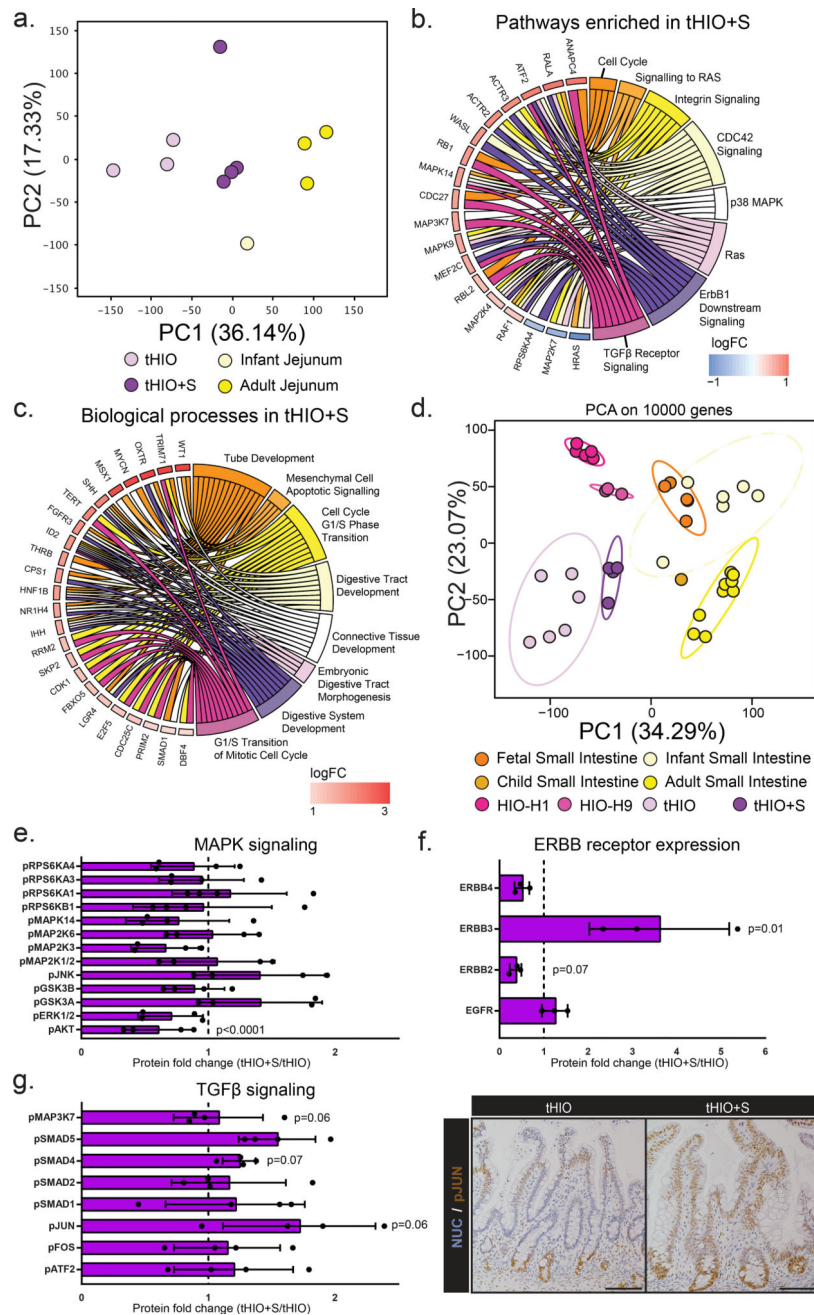 a.
PC2 (17.33%)
150
100
50
0
−50
−100
−150
−150 −100 −50 0 50 100 150
PC1 (36.14%)
tHIO Infant Jejunum
tHIO+S Adult Jejunum
b.
Pathways enriched in tHIO+S
ANAPC4
RALA
ATF2
ACTR3
ACTR2
WASL
RB1
MAPK14
CDC27
MAP3K7
MAPK9
MEF2C
RBL2
MAP2K4
RAF1
RPS6KA4
MAP2K7
HRAS
Cell Cycle
Signalling to RAS
Integrin Signaling
CDC42
Signaling
p38 MAPK
Ras
ErbB1
Downstream
Signaling
TGFβ Receptor
Signaling
logFC
−1 1
c.
Biological processes in tHIO+S
WT1
TRIM71
OXTR
MYCN
MSX1
SHH
TERT
FGFR3
ID2
THRB
CPS1
HNF1B
NR1H4
IHH
RRM2
SKP2
CDK1
FBXO5
LGR4
E2F5
CDC25C
PRIM2
SMAD1
DBF4
Tube Development
Mesenchymal Cell
Apoptotic Signalling
Cell Cycle
G1/S Phase
Transition
Digestive Tract
Development
Connective Tissue
Development
Embryonic
Digestive Tract
Morphogenesis
Digestive System
Development
G1/S Transition
of Mitotic Cell Cycle
logFC
1 3
d.
PCA on 10000 genes
PC2 (23.07%)
100
50
0
−50
−100
−100 0 100
PC1 (34.29%)
Fetal Small Intestine Infant Small Intestine
Child Small Intestine Adult Small Intestine
HIO-H1 HIO-H9 tHIO tHIO+S
e.
MAPK signaling
pRPS6KA4
pRPS6KA3
pRPS6KA1
pRPS6KB1
pMAPK14
pMAP2K6
pMAP2K3
pMAP2K1/2
pJNK
pGSK3B
pGSK3A
pERK1/2
pAKT
p<0.0001
0 1 2
Protein fold change (tHIO+S/tHIO)
f.
ERBB receptor expression
ERBB4
ERBB3
p=0.01
ERBB2
p=0.07
EGFR
0 1 2 3 4 5 6
Protein fold change (tHIO+S/tHIO)
g.
TGFβ signaling
pMAP3K7
p=0.06
pSMAD5
pSMAD4
p=0.07
pSMAD2
pSMAD1
pJUN
p=0.06
pFOS
pATF2
0 1 2
Protein fold change (tHIO+S/tHIO)
tHIO tHIO+S
NUC / pJUN